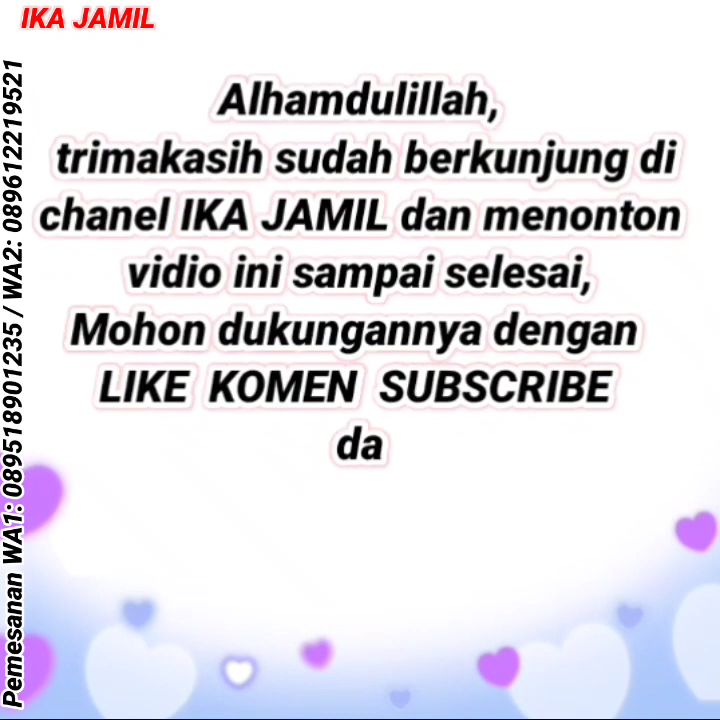 IKA JAMIL
Alhamdulillah,
trimakasih sudah berkunjung di
chanel IKA JAMIL dan menonton
vidio ini sampai selesai,
Mohon dukungannya dengan
LIKE KOMEN SUBSCRIBE
da
Pemesanan WA1: 089518901235 / WA2: 089612219521